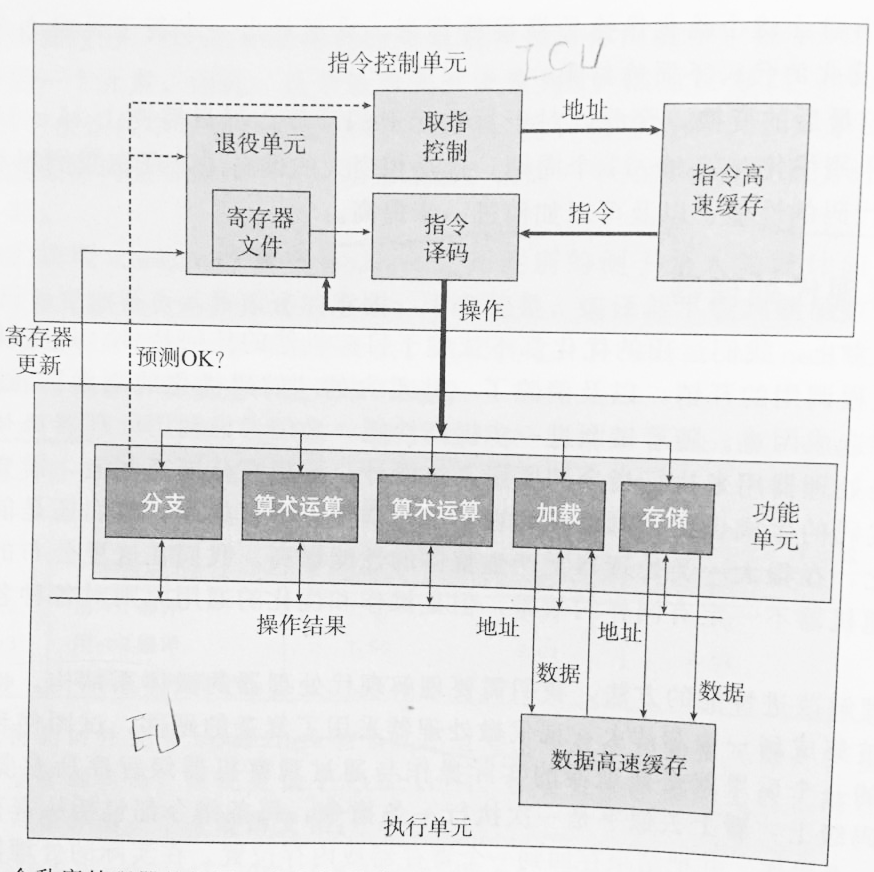 指令控制单元
ICU
退役单元
取指
控制
地址
指令高
速缓存
寄存器
文件
指令
译码
指令
操作
寄存器
更新
预测OK?
分支
算术运算
算术运算
加载
存储
功能
单元
操作结果
地址
地址
数据
数据
EU
数据高速缓存
执行单元